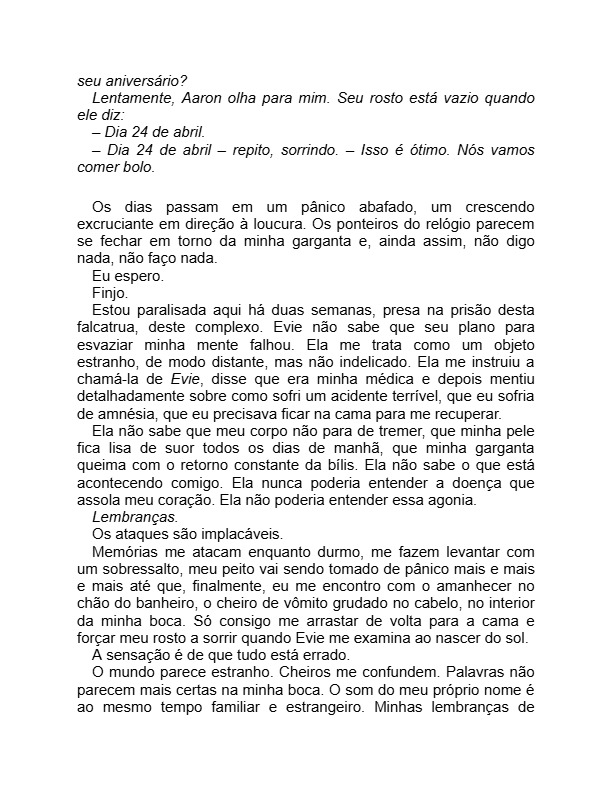 seu aniversário?
Lentamente, Aaron olha para mim. Seu rosto está vazio quando
ele diz:
– Dia 24 de abril.
– Dia 24 de abril – repito, sorrindo. – Isso é ótimo. Nós vamos
comer bolo.
Os dias passam em um pânico abafado, um crescendo
excruciante em direção à loucura. Os ponteiros do relógio parecem
se fechar em torno da minha garganta e, ainda assim, não digo
nada, não faço nada.
Eu espero.
Finjo.
Estou paralisada aqui há duas semanas, presa na prisão desta
falcatrua, deste complexo. Evie não sabe que seu plano para
esvaziar minha mente falhou. Ela me trata como um objeto
estranho, de modo distante, mas não indelicado. Ela me instruiu a
chamá-la de Evie, disse que era minha médica e depois mentiu
detalhadamente sobre como sofri um acidente terrível, que eu sofria
de amnésia, que eu precisava ficar na cama para me recuperar.
Ela não sabe que meu corpo não para de tremer, que minha pele
fica lisa de suor todos os dias de manhã, que minha garganta
queima com o retorno constante da bílis. Ela não sabe o que está
acontecendo comigo. Ela nunca poderia entender a doença que
assola meu coração. Ela não poderia entender essa agonia.
Lembranças.
Os ataques são implacáveis.
Memórias me atacam enquanto durmo, me fazem levantar com
um sobressalto, meu peito vai sendo tomado de pânico mais e mais
e mais até que, finalmente, eu me encontro com o amanhecer no
chão do banheiro, o cheiro de vômito grudado no cabelo, no interior
da minha boca. Só consigo me arrastar de volta para a cama e
forçar meu rosto a sorrir quando Evie me examina ao nascer do sol.
A sensação é de que tudo está errado.
O mundo parece estranho. Cheiros me confundem. Palavras não
parecem mais certas na minha boca. O som do meu próprio nome é
ao mesmo tempo familiar e estrangeiro. Minhas lembranças de